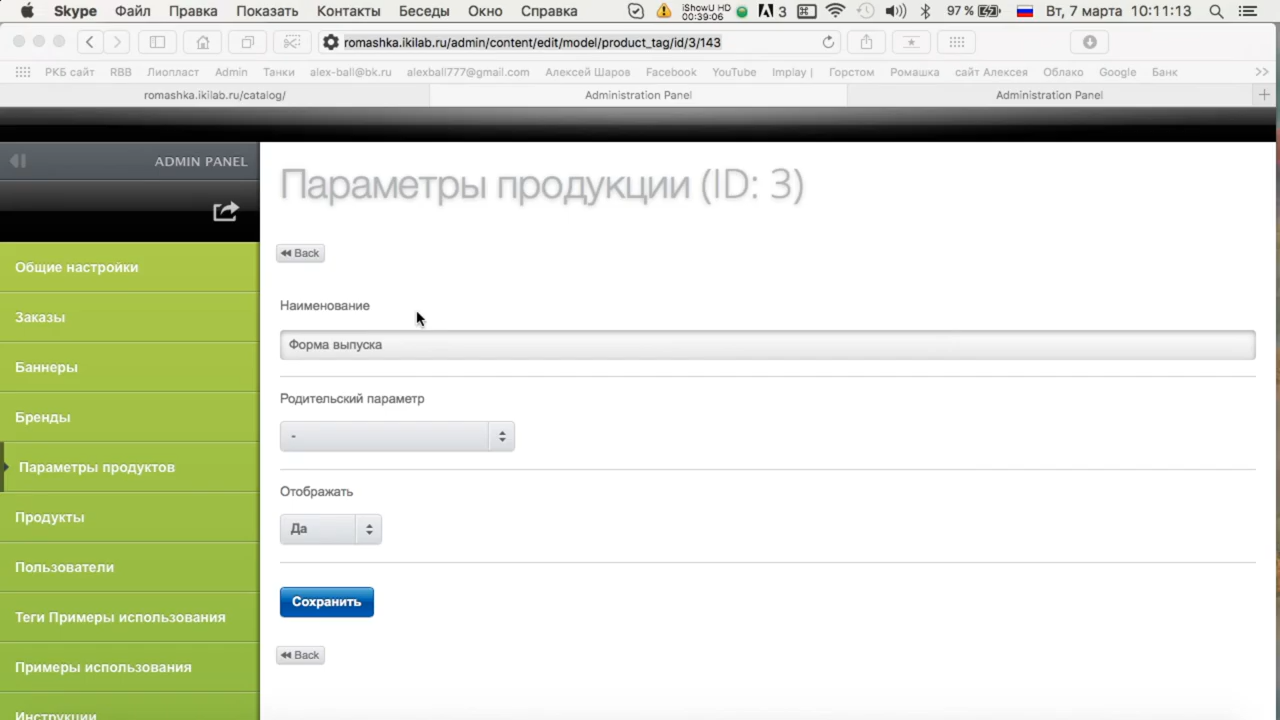 Skype Файл Правка Показать Контакты Беседы Окно Справка iShowU HD 00:39:06 3 97 % Вт, 7 марта 10:11:13
romashka.ikilab.ru/admin/content/edit/model/product_tag/id/3/143
РКБ сайт RBB Лиопласт Admin Танки alex-ball@bk.ru alexball777@gmail.com Алексей Шаров Facebook YouTube Implay | Горстом Ромашка сайт Алексея Облако Google Банк >>
romashka.ikilab.ru/catalog/ Administration Panel Administration Panel +
ADMIN PANEL
Параметры продукции (ID: 3)
Back
Общие настройки
Наименование
Заказы
Форма выпуска
Баннеры
Родительский параметр
Бренды
-
Параметры продуктов
Отображать
Продукты
Да
Пользователи
Сохранить
Теги Примеры использования
Back
Примеры использования
Инструкции